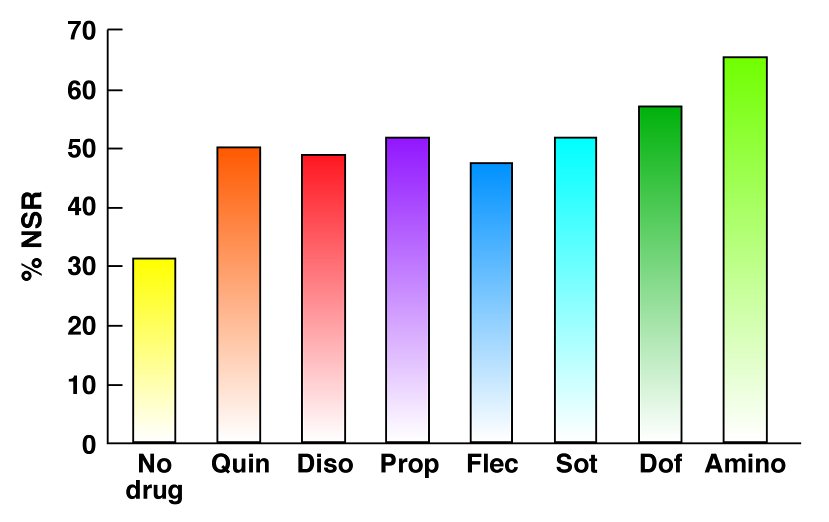 70
60
50
40
30
20
10
0
% NSR
No drug
Quin
Diso
Prop
Flec
Sot
Dof
Amino